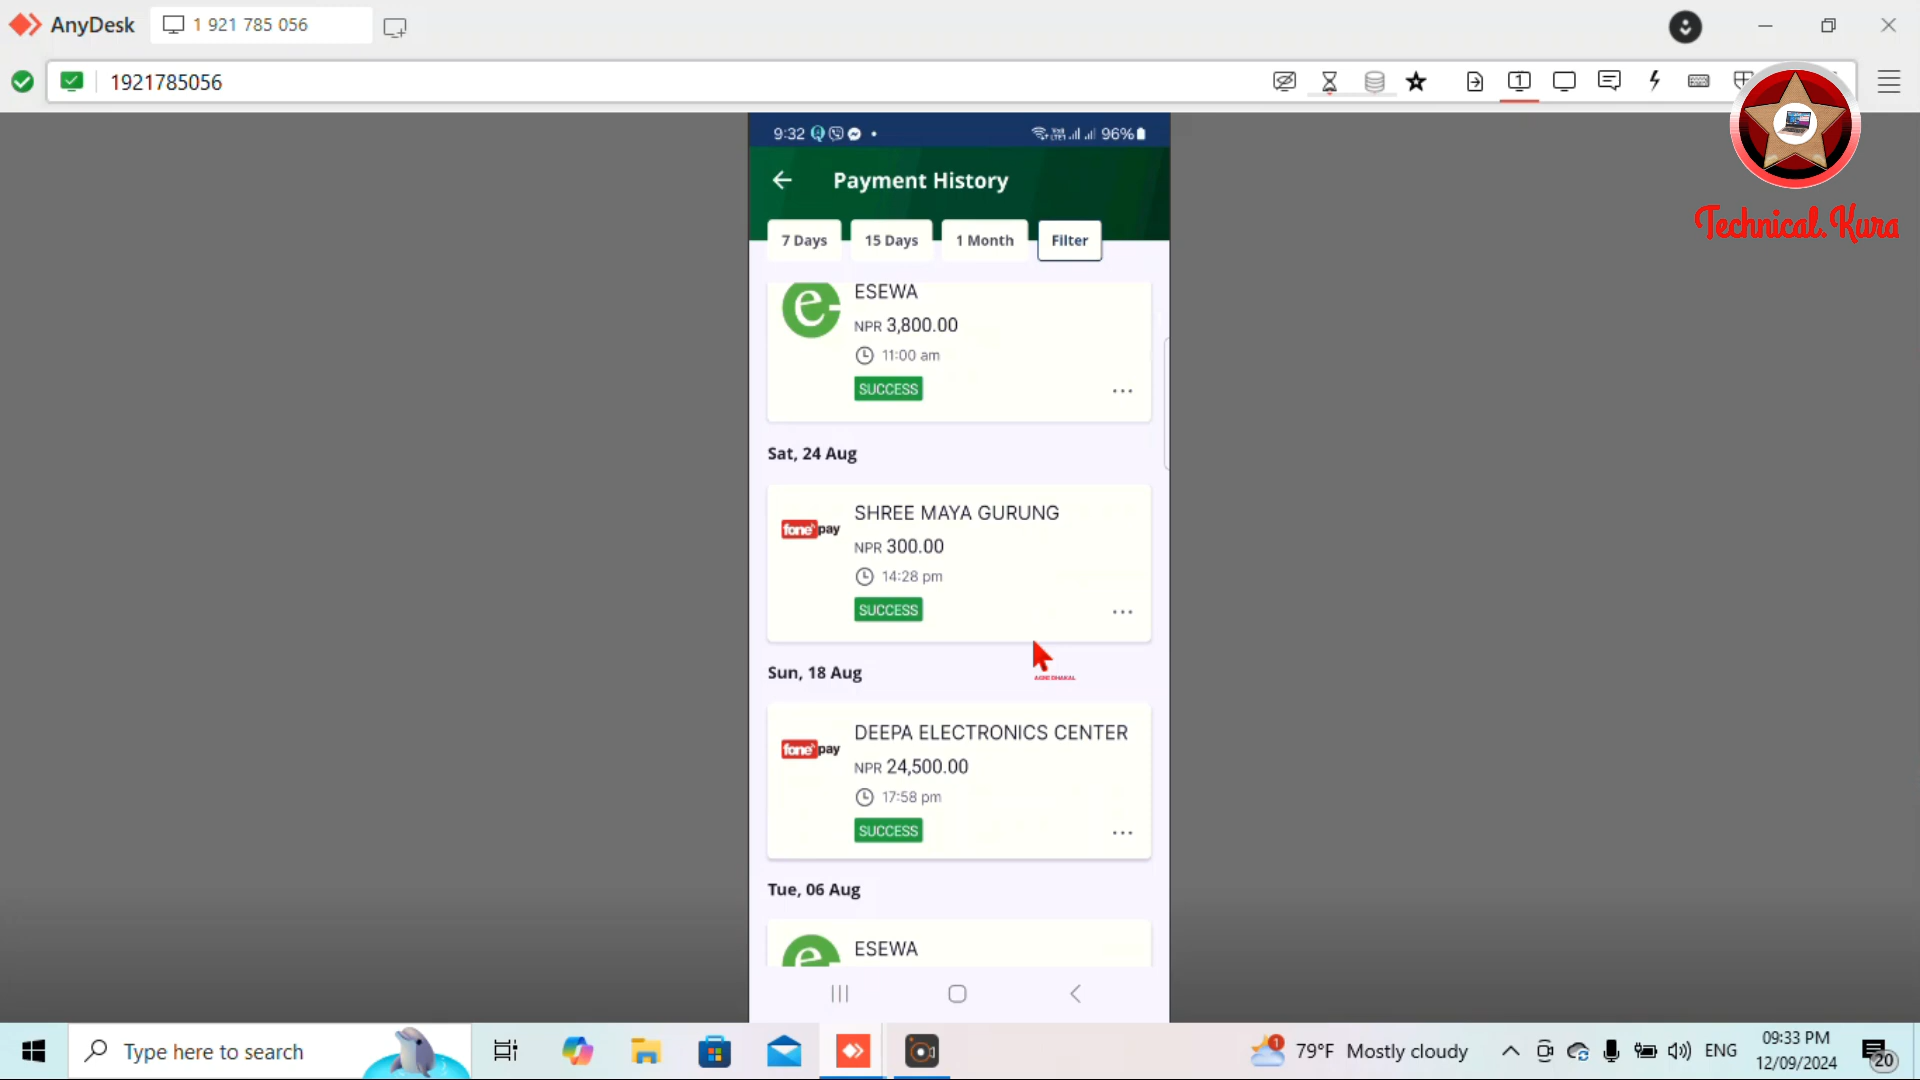 AnyDesk
1 921 785 056
1921785056
1
Technical.Kura
9:32
96%
Payment History
7 Days
15 Days
1 Month
Filter
ESEWA
NPR 3,800.00
11:00 am
SUCCESS
Sat, 24 Aug
fonepay
SHREE MAYA GURUNG
NPR 300.00
14:28 pm
SUCCESS
AGNI DHAKAL
Sun, 18 Aug
fonepay
DEEPA ELECTRONICS CENTER
NPR 24,500.00
17:58 pm
SUCCESS
Tue, 06 Aug
ESEWA
Type here to search
1
79°F Mostly cloudy
ENG
09:33 PM
12/09/2024
20